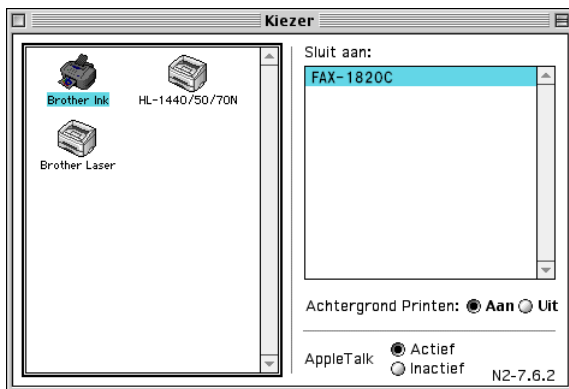 Kiezer
Brother Ink
HL-1440/50/70N
Brother Laser
Sluit aan:
FAX-1820C
Achtergrond Printen: Aan Uit
AppleTalk
Actief
Inactief
N2-7.6.2